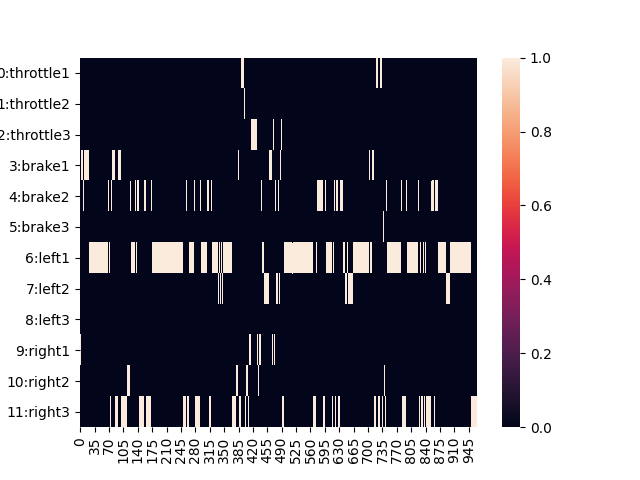 0:throttle1
1:throttle2
2:throttle3
3:brake1
4:brake2
5:brake3
6:left1
7:left2
8:left3
9:right1
10:right2
11:right3
0 35 70 105 140 175 210 245 280 315 350 385 420 455 490 525 560 595 630 665 700 735 770 805 840 875 910 945
1.0
0.8
0.6
0.4
0.2
0.0